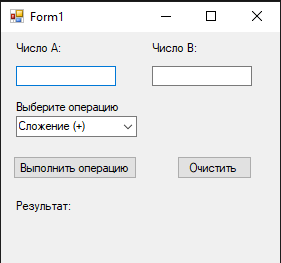 Form1
Число A: Число B:
Выберите операцию
Сложение (+)
Выполнить операцию Очистить
Результат: